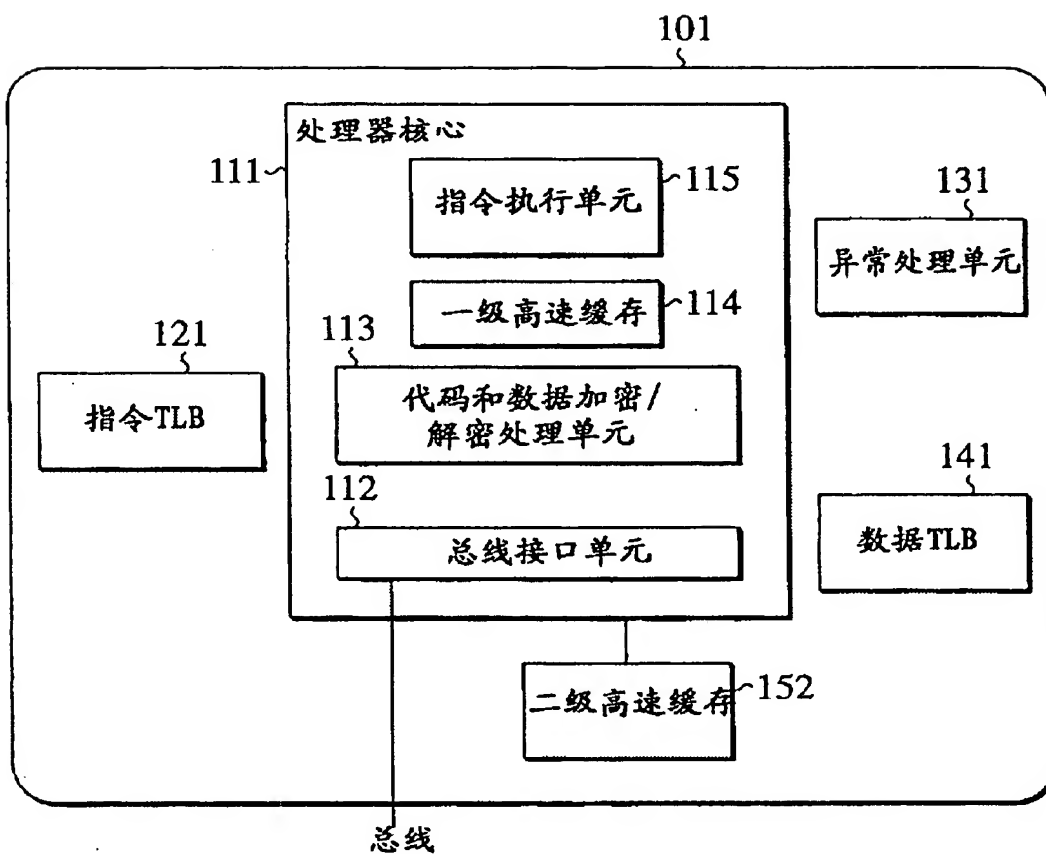 101
处理器核心
111
115
指令执行单元
131
异常处理单元
一级高速缓存
114
113
121
指令TLB
代码和数据加密/
解密处理单元
112
141
总线接口单元
数据TLB
二级高速缓存
152
总线